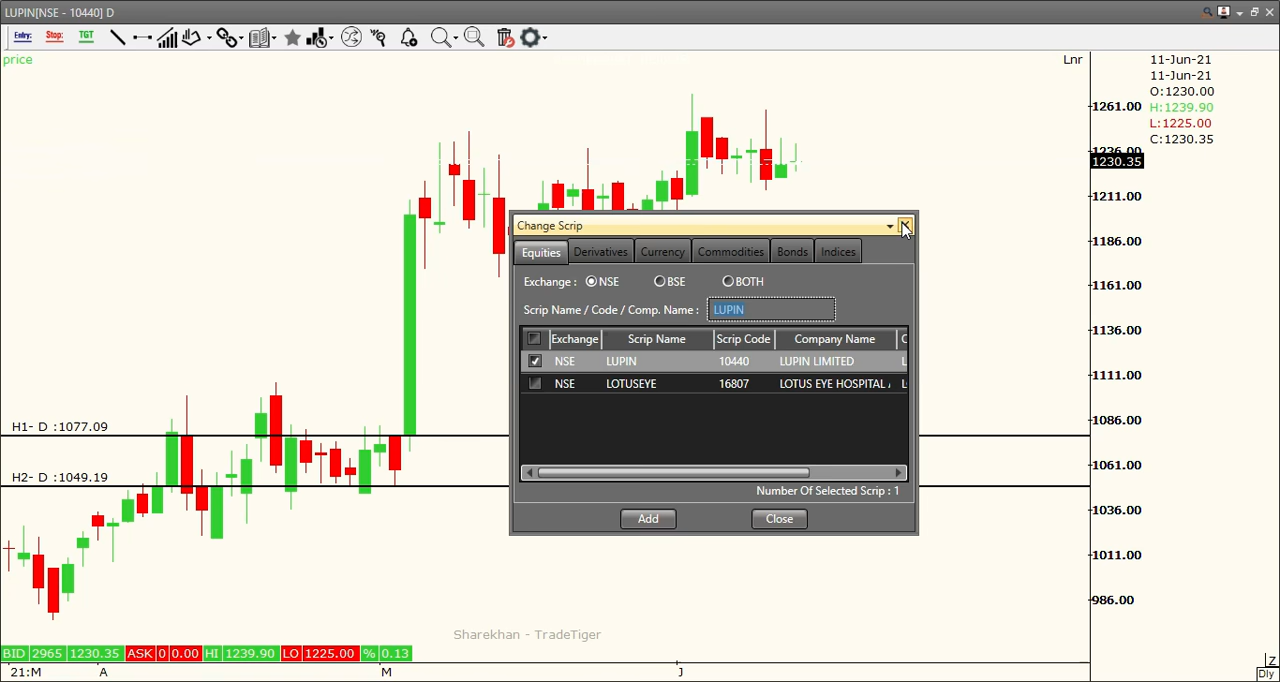 LUPIN[NSE - 10440] D
Entry: Stop: TGT
price
Lnr
11-Jun-21
11-Jun-21
O:1230.00
H:1239.90
L:1225.00
C:1230.35
1261.00
1236.00
1230.35
1211.00
1186.00
1161.00
1136.00
1111.00
1086.00
1061.00
1036.00
1011.00
986.00
Change Scrip
Equities Derivatives Currency Commodities Bonds Indices
Exchange : NSE BSE BOTH
Scrip Name / Code / Comp. Name : LUPIN
Exchange Scrip Name Scrip Code Company Name C
NSE LUPIN 10440 LUPIN LIMITED L
NSE LOTUSEYE 16807 LOTUS EYE HOSPITAL
Number Of Selected Scrip : 1
Add Close
H1- D :1077.09
H2- D :1049.19
Sharekhan - TradeTiger
BID 2965 1230.35 ASK 0 0.00 HI 1239.90 LO 1225.00 % 0.13
21:M A M J
Z
Dly